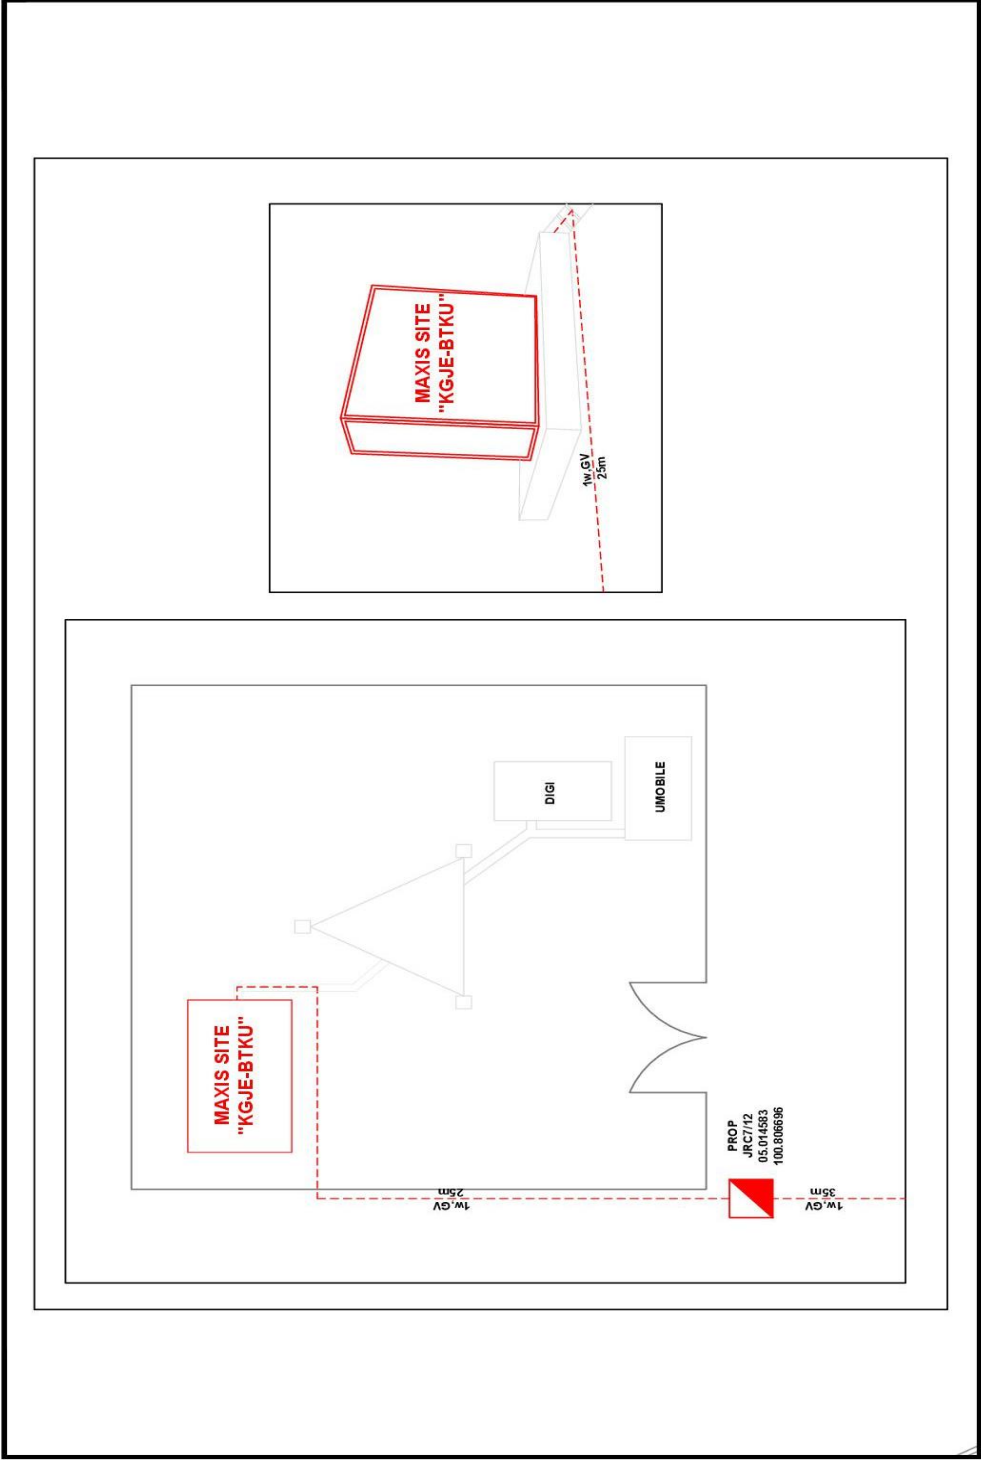 MAXIS SITE
"KGJE-BTKU"
1w,GV
25m
DIGI
UMOBILE
MAXIS SITE
"KGJE-BTKU"
PROP
JRC7/12
05.014583
100.806696
1w,GV
25m
1w,GV
35m